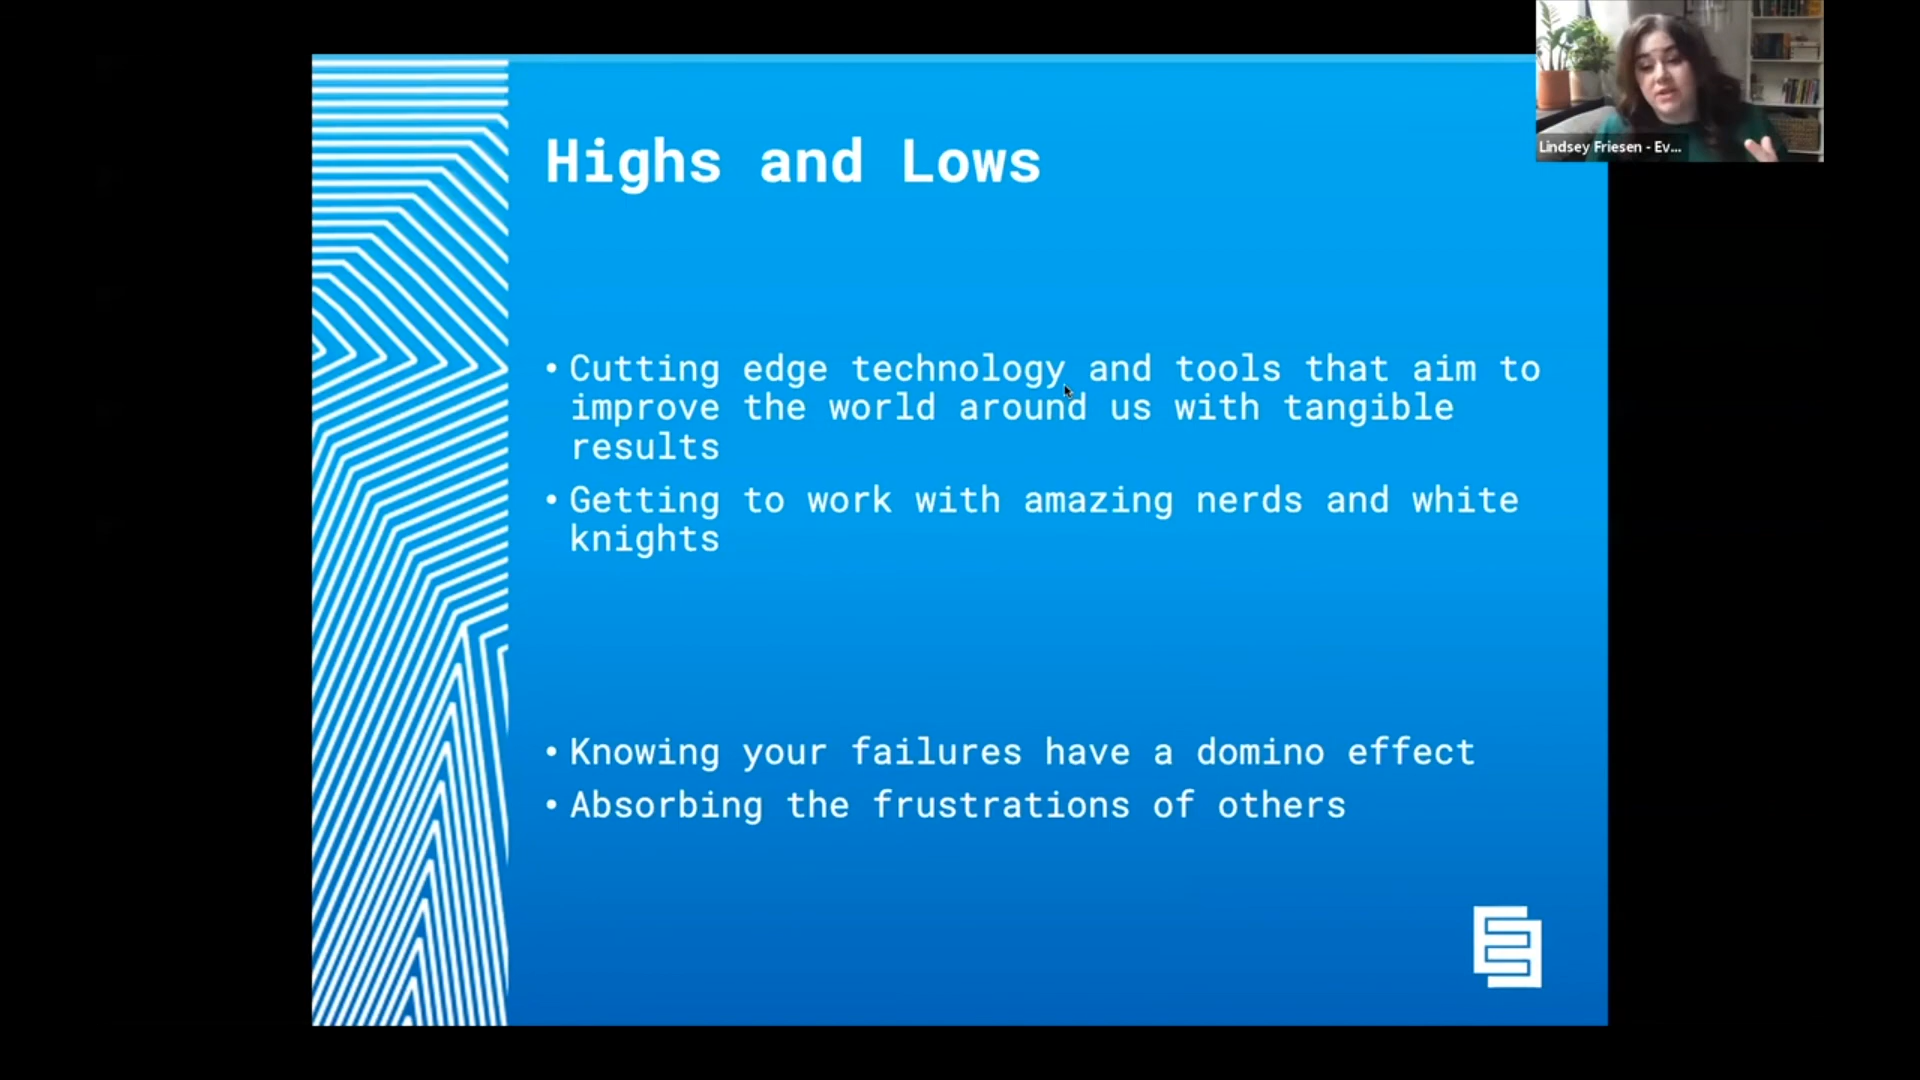 Lindsey Friesen - Ev...
Highs and Lows
• Cutting edge technology and tools that aim to
improve the world around us with tangible
results
• Getting to work with amazing nerds and white
knights
• Knowing your failures have a domino effect
• Absorbing the frustrations of others